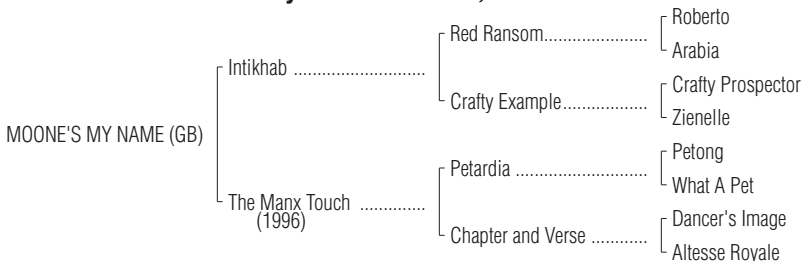 Roberto
Red Ransom......................
Arabia
Intikhab ............................
Crafty Prospector
Crafty Example..................
Zienelle
MOONE'S MY NAME (GB)
Petong
Petardia ............................
What A Pet
The Manx Touch ..............
(1996)
Dancer's Image
Chapter and Verse ............
Altesse Royale